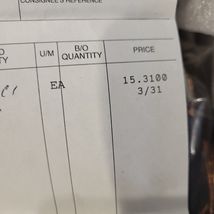 CONSIGNEE'S REFERENCE
U/M B/O QUANTITY PRICE
EA 15.3100
3/31